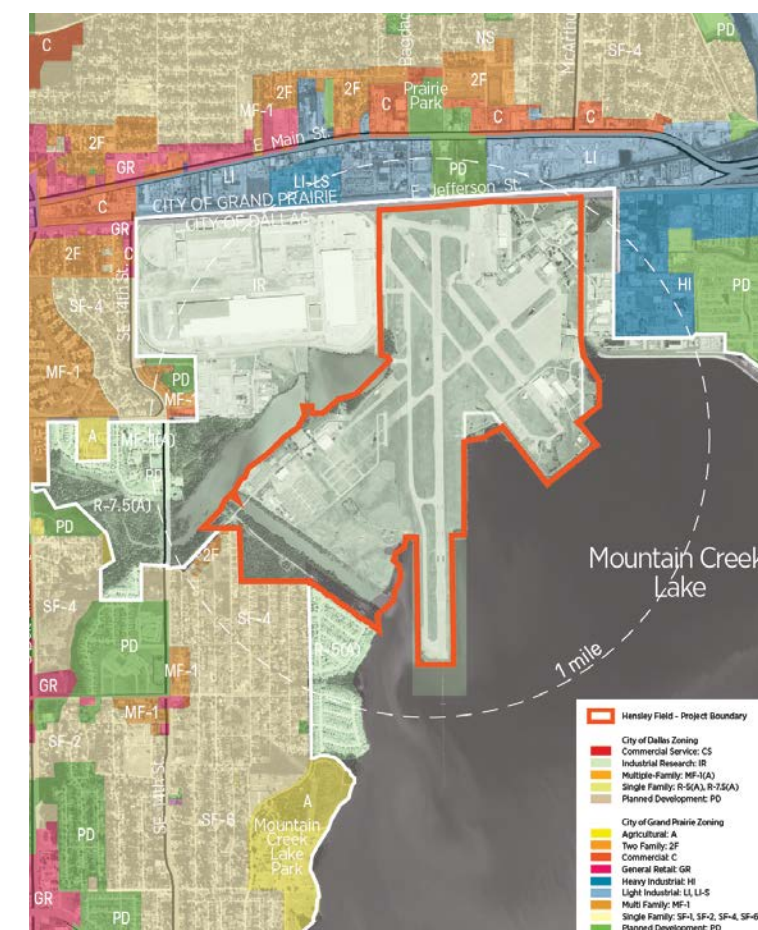 C
Bagdad
NS
McArthur
PD
SF-4
2F
2F
2F
Prairie
Park
MF-1
C
C
C
2F
E Main St.
LI
GR
LI
LI-LS
PD
E Jefferson St.
CITY OF GRAND PRAIRIE
CITY OF DALLAS
C
GR
2F
C
IR
HI
PD
SF-4
SE 14th St.
MF-1
PD
MF-1
A
MF-1(A)
PD
R-7.5(A)
PD
2F
Mountain Creek
Lake
SF-4
SF-4
PD
R-5(A)
1 mile
MF-1
GR
MF-1
SF-2
SE 14th St.
A
SF-6
Mountain
Creek
Lake
Park
PD
GR
PD
Hensley Field - Project Boundary
City of Dallas Zoning
Commercial Service: CS
Industrial Research: IR
Multiple-Family: MF-1(A)
Single Family: R-5(A), R-7.5(A)
Planned Development: PD
City of Grand Prairie Zoning
Agricultural: A
Two Family: 2F
Commercial: C
General Retail: GR
Heavy Industrial: HI
Light Industrial: LI, LI-S
Multi Family: MF-1
Single Family: SF-1, SF-2, SF-4, SF-6
Planned Development: PD